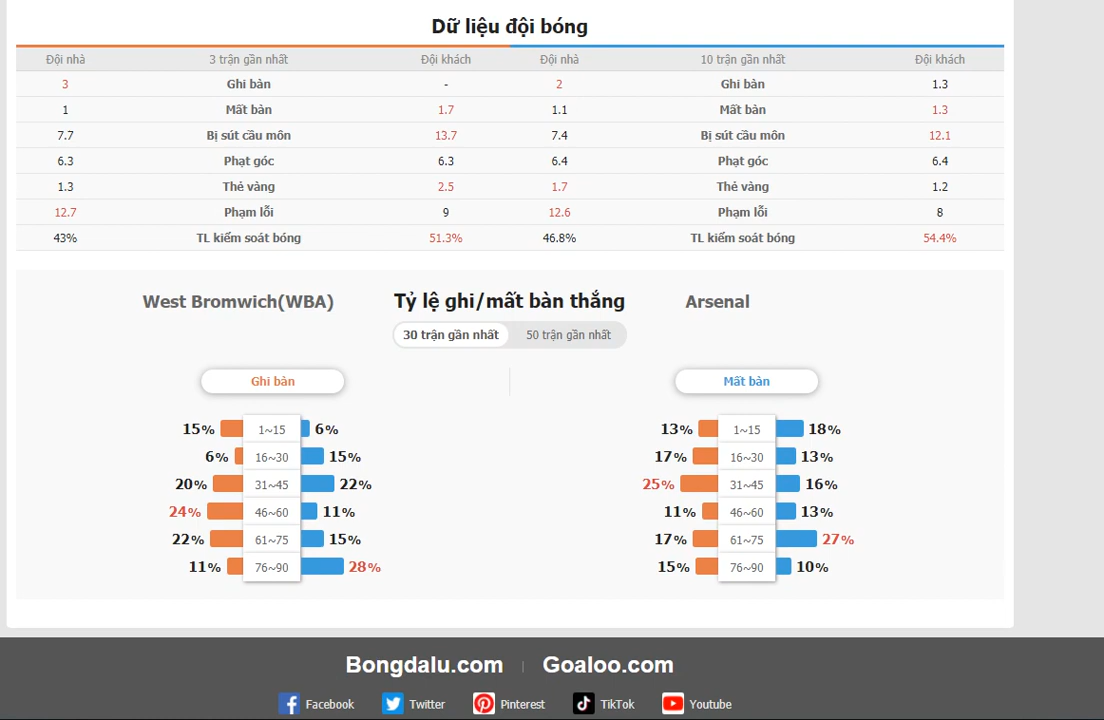 Dữ liệu đội bóng
Đội nhà 3 trận gần nhất Đội khách Đội nhà 10 trận gần nhất Đội khách
3 Ghi bàn - 2 Ghi bàn 1.3
1 Mất bàn 1.7 1.1 Mất bàn 1.3
7.7 Bị sút cầu môn 13.7 7.4 Bị sút cầu môn 12.1
6.3 Phạt góc 6.3 6.4 Phạt góc 6.4
1.3 Thẻ vàng 2.5 1.7 Thẻ vàng 1.2
12.7 Phạm lỗi 9 12.6 Phạm lỗi 8
43% TL kiểm soát bóng 51.3% 46.8% TL kiểm soát bóng 54.4%
West Bromwich(WBA) Tỷ lệ ghi/mất bàn thắng Arsenal
30 trận gần nhất 50 trận gần nhất
Ghi bàn Mất bàn
15% 1~15 6% 13% 1~15 18%
6% 16~30 15% 17% 16~30 13%
20% 31~45 22% 25% 31~45 16%
24% 46~60 11% 11% 46~60 13%
22% 61~75 15% 17% 61~75 27%
11% 76~90 28% 15% 76~90 10%
Bongdalu.com | Goaloo.com
Facebook Twitter Pinterest TikTok Youtube